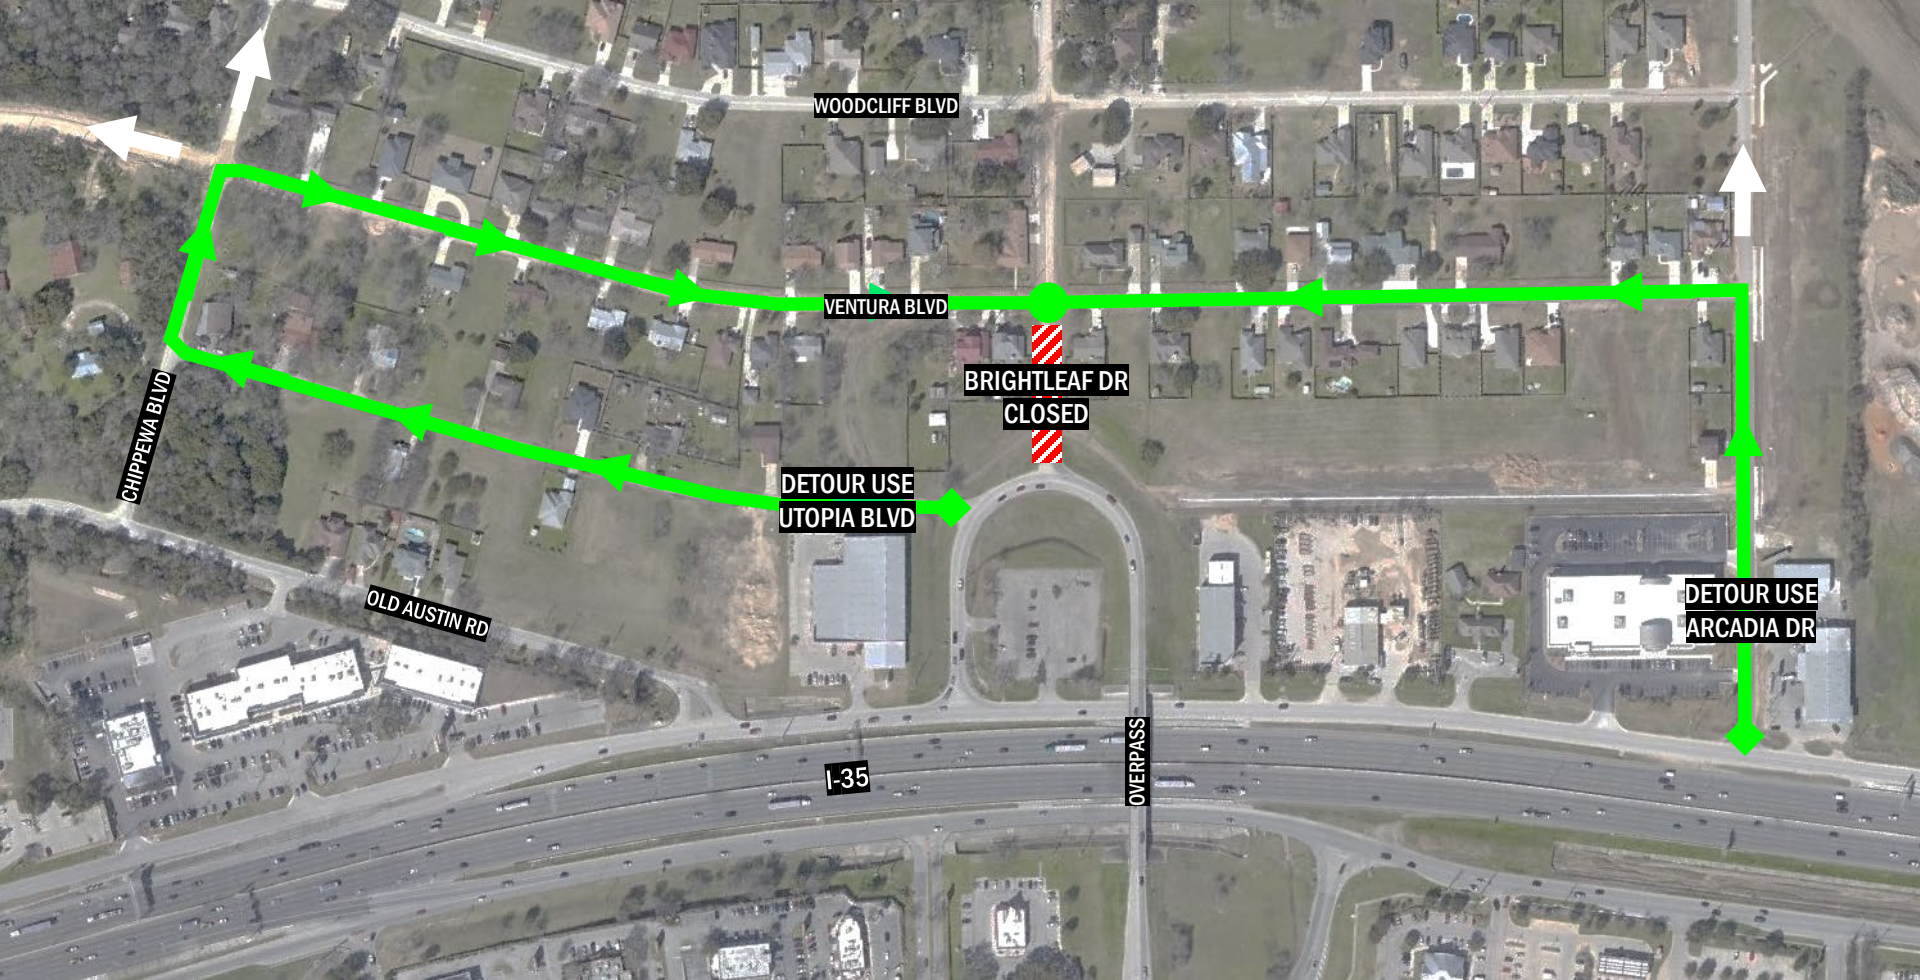 WOODCLIFF BLVD
VENTURA BLVD
BRIGHTLEAF DR
CLOSED
CHIPPEWA BLVD
DETOUR USE
UTOPIA BLVD
OLD AUSTIN RD
DETOUR USE
ARCADIA DR
OVERPASS
I-35